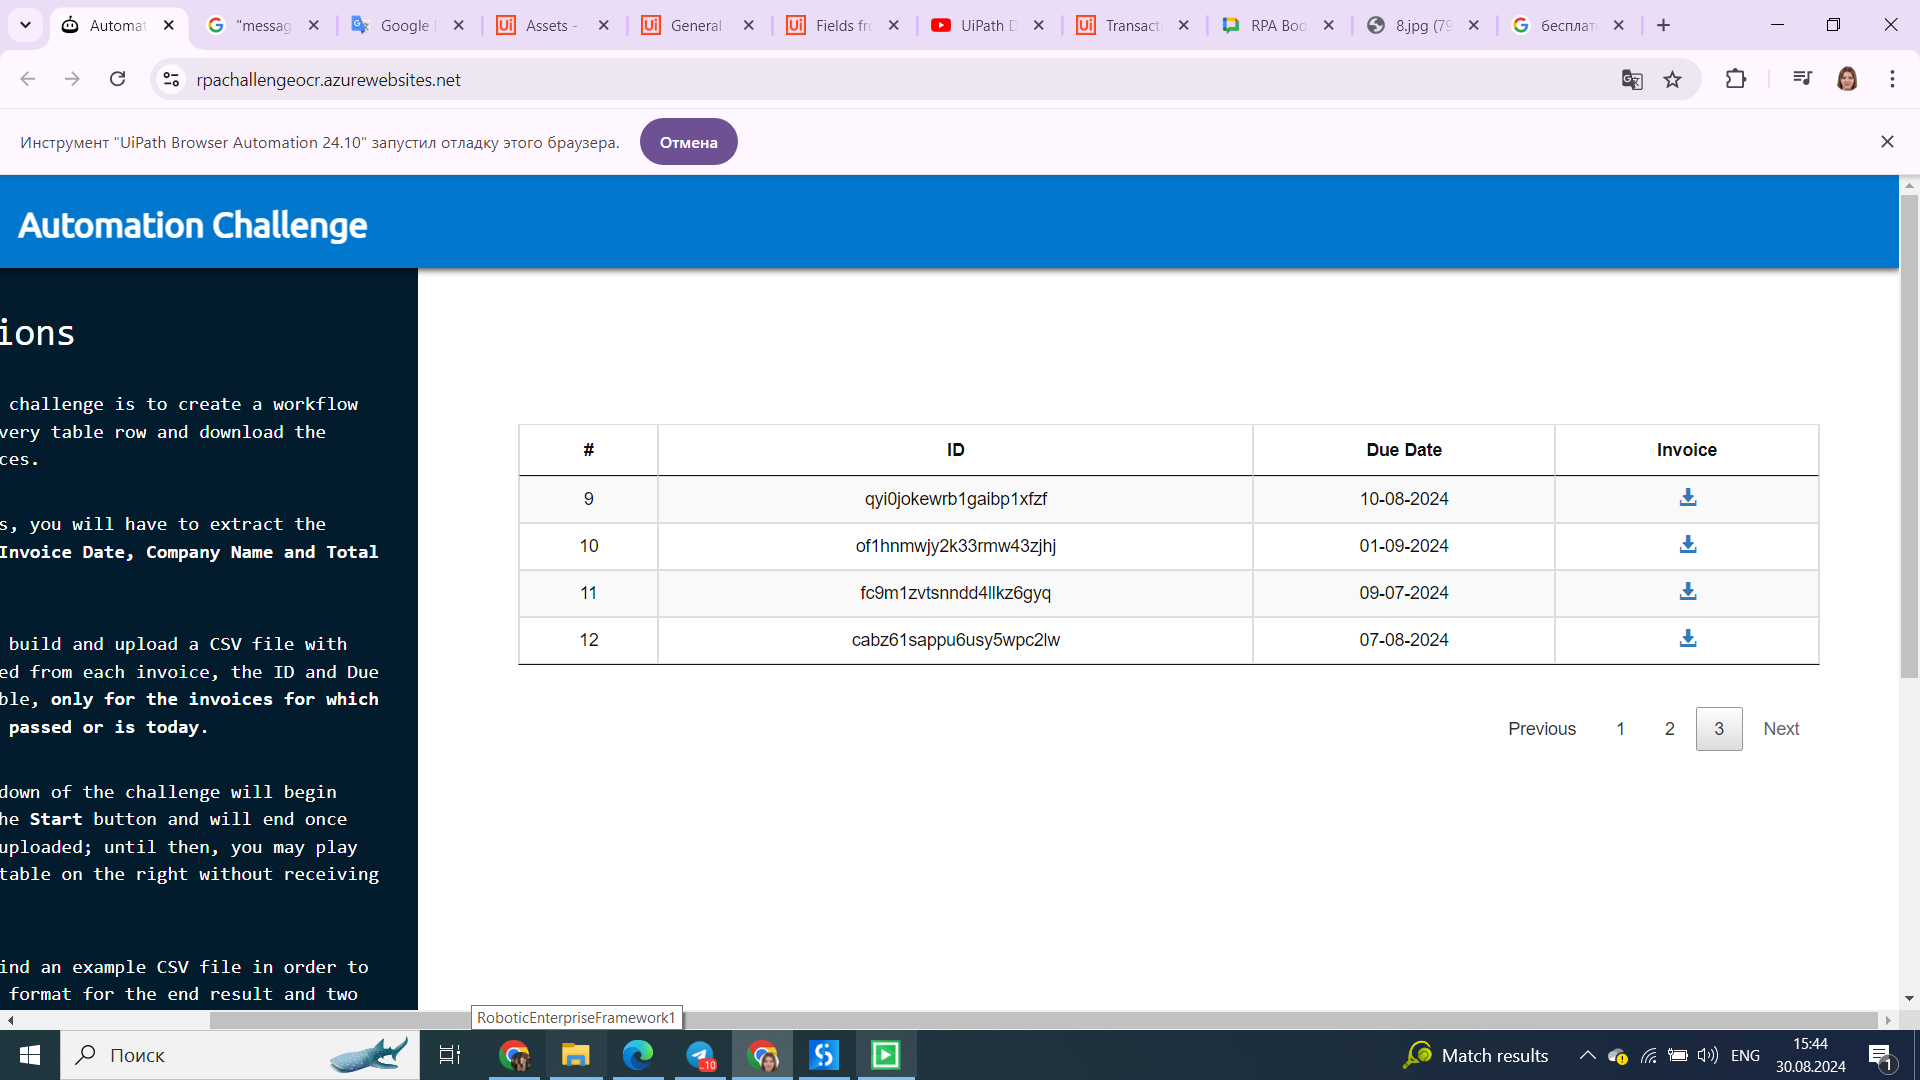 Automat
"messag
Google
Assets -
General
Fields fr
UiPath D
Transact
RPA Boo
8.jpg (79
бесплат
rpachallengeocr.azurewebsites.net
Инструмент "UiPath Browser Automation 24.10" запустил отладку этого браузера.
Отмена
Automation Challenge
ions
challenge is to create a workflow
very table row and download the
ces.
s, you will have to extract the
Invoice Date, Company Name and Total
build and upload a CSV file with
ed from each invoice, the ID and Due
ble, only for the invoices for which
passed or is today.
down of the challenge will begin
he Start button and will end once
uploaded; until then, you may play
table on the right without receiving
ind an example CSV file in order to
format for the end result and two
# ID Due Date Invoice
9 qyi0jokewrb1gaibp1xfzf 10-08-2024
10 of1hnmwjy2k33rmw43zjhj 01-09-2024
11 fc9m1zvtsnndd4llkz6gyq 09-07-2024
12 cabz61sappu6usy5wpc2lw 07-08-2024
Previous 1 2 3 Next
RoboticEnterpriseFramework1
Поиск
..10
Match results
ENG
15:44
30.08.2024
1